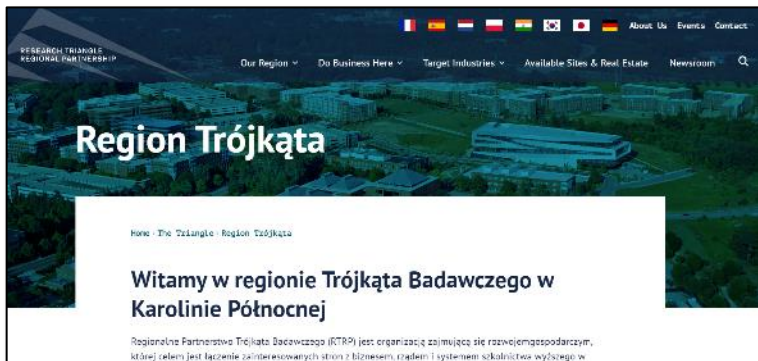 About Us Events Contact
RESEARCH TRIANGLE
REGIONAL PARTNERSHIP
Our Region Do Business Here Target Industries Available Sites & Real Estate Newsroom
Region Trójkąta
Home › The Triangle › Region Trójkąta
Witamy w regionie Trójkąta Badawczego w
Karolinie Północnej
Regionalne Partnerstwo Trójkąta Badawczego (RTRP) jest organizacją zajmującą się rozwojemgospodarczym,
której celem jest łączenie zainteresowanych stron z biznesem, rządem i systemem szkolnictwa wyższego w